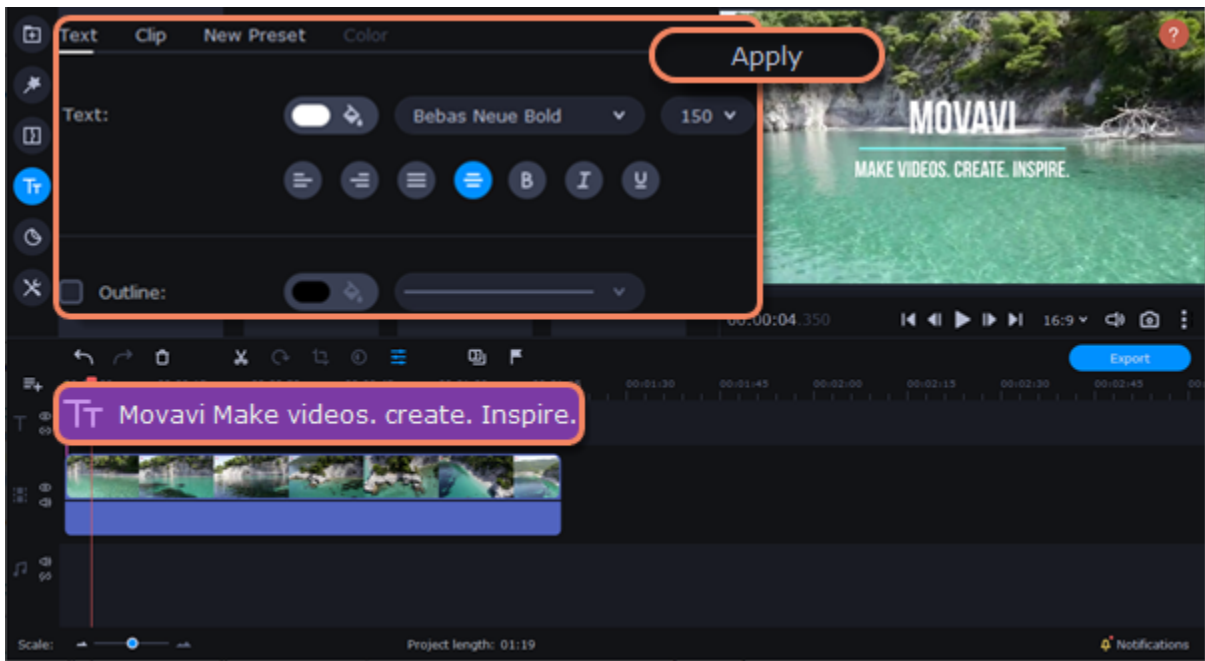 Text Clip New Preset Color
Apply
?
Text:
Bebas Neue Bold
150
B I U
Outline:
MOVAVI
MAKE VIDEOS. CREATE. INSPIRE.
00:00:04.350
16:9
Export
00:01:30 00:01:45 00:02:00 00:02:15 00:02:30 00:02:45
Tт Movavi Make videos. create. Inspire.
Scale:
Project length: 01:19
Notifications